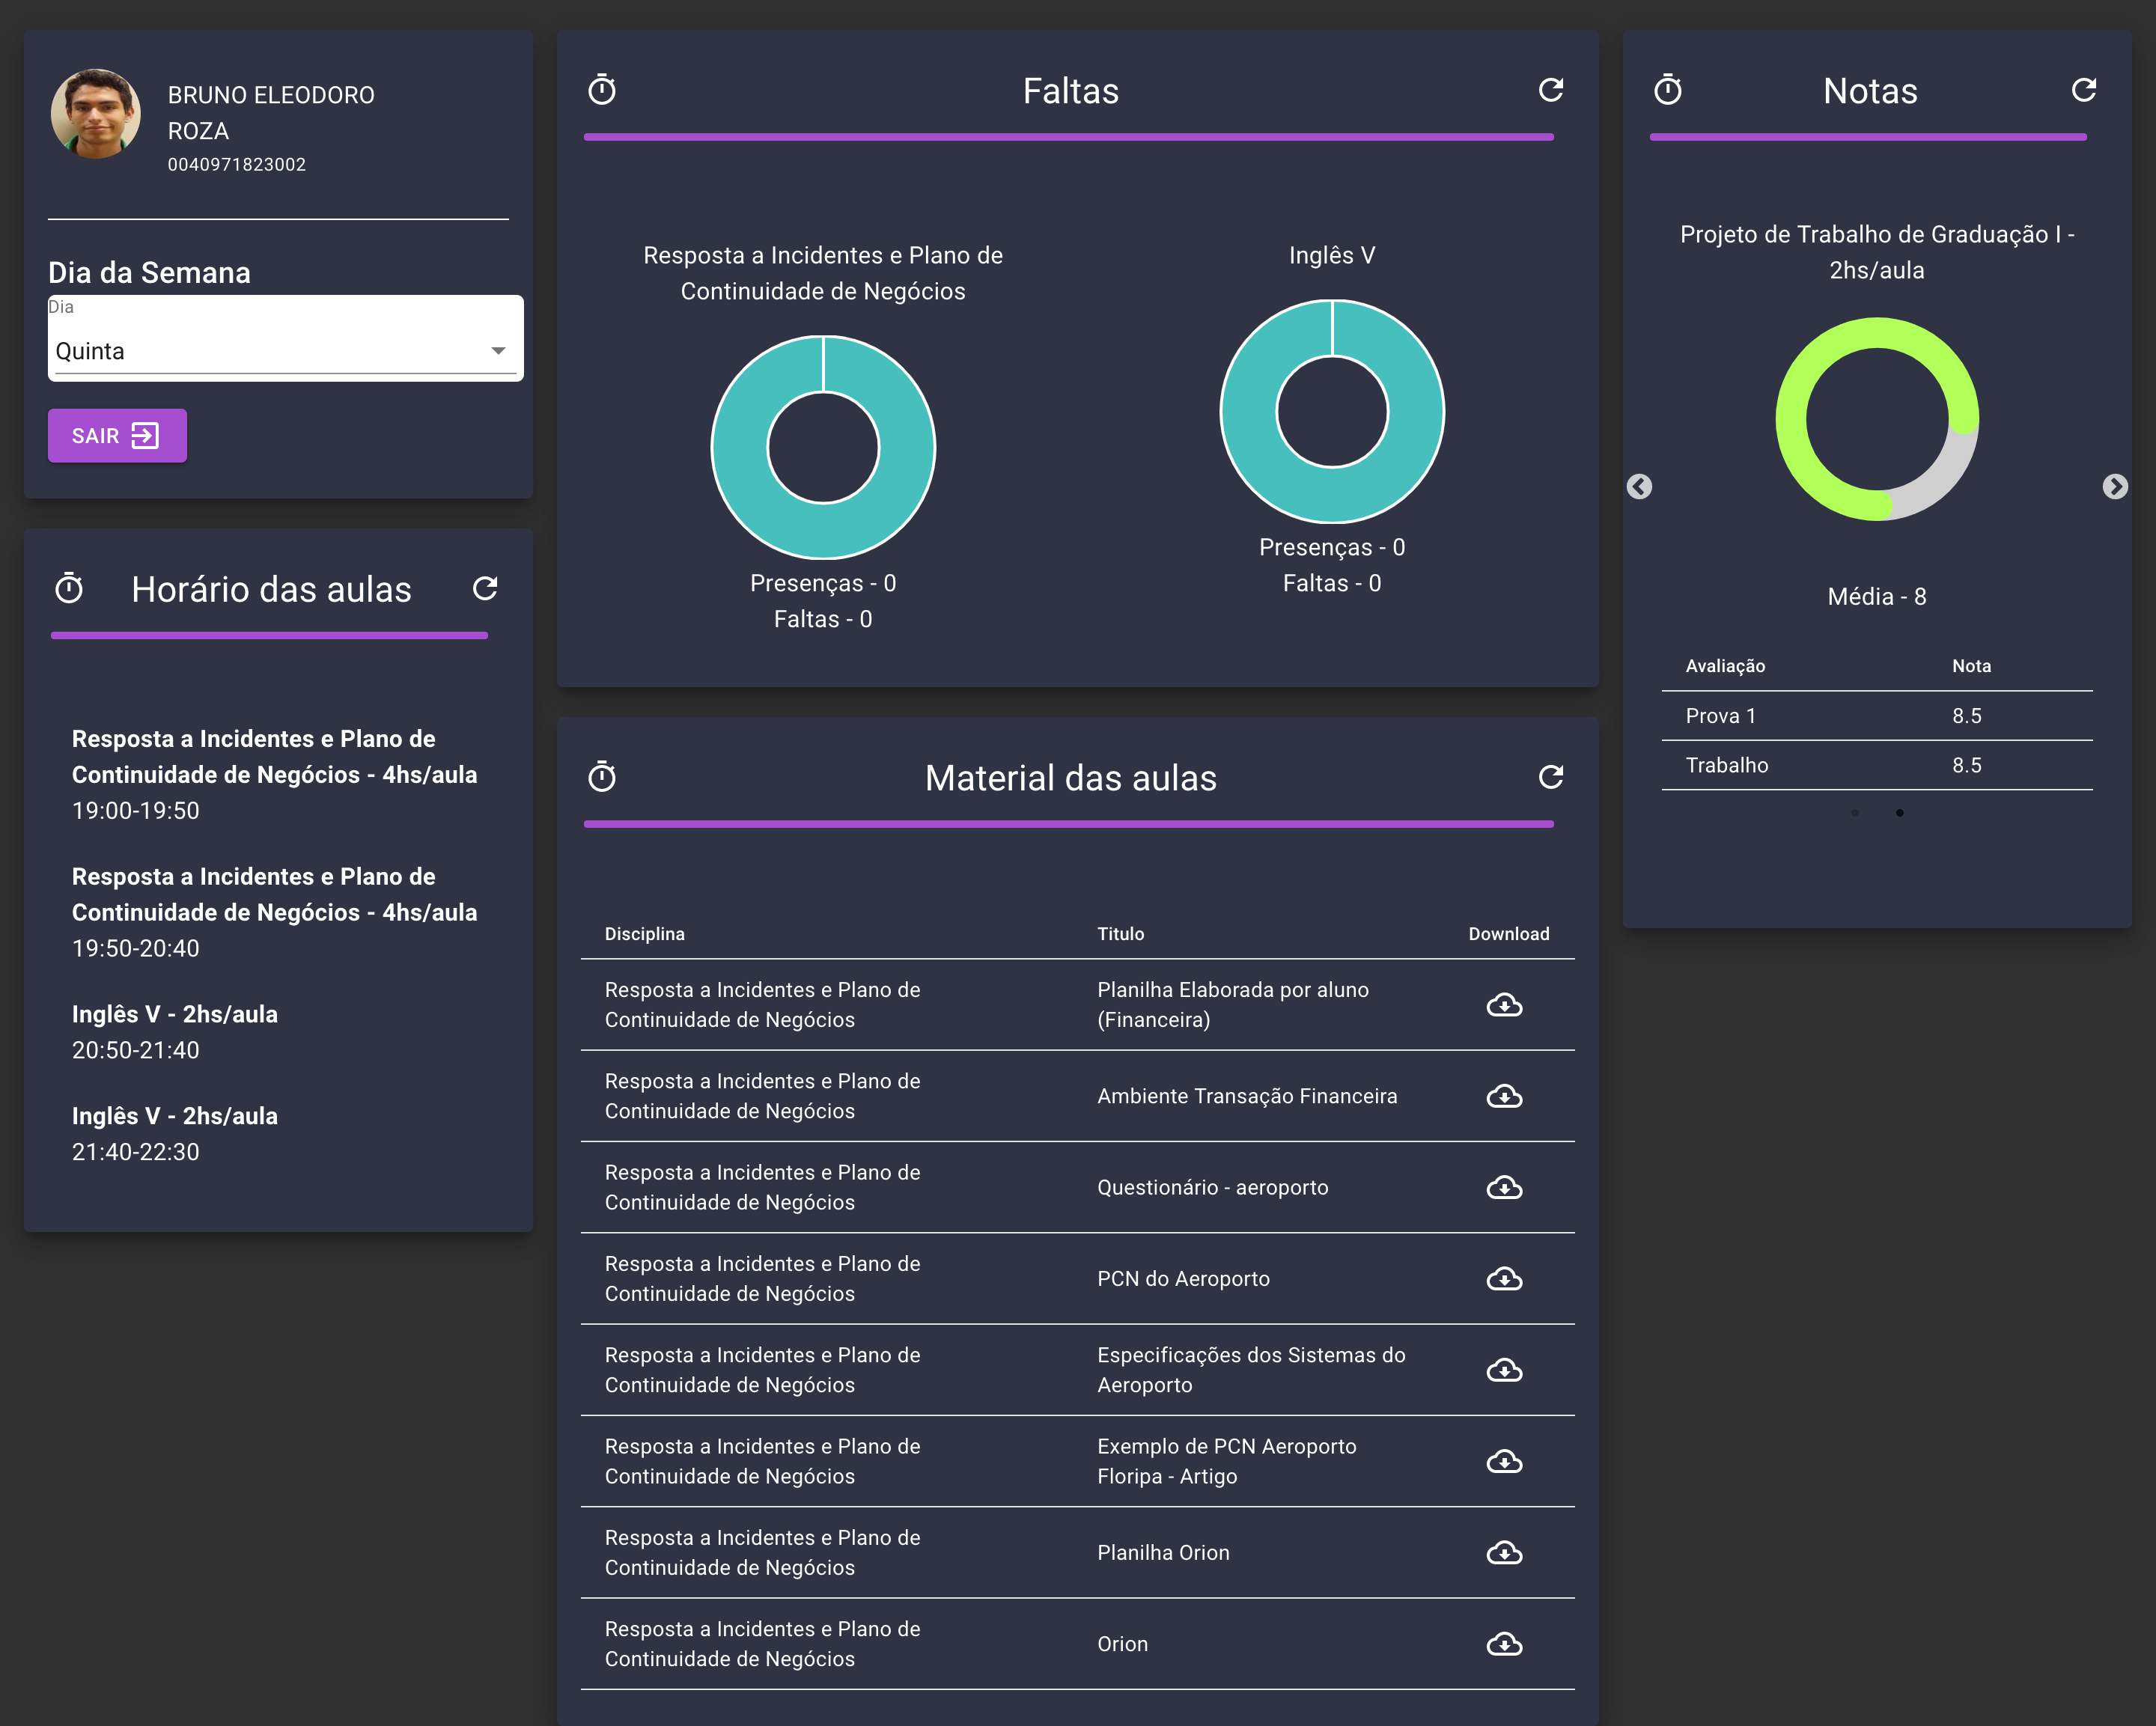 BRUNO ELEODORO
ROZA
0040971823002
Dia da Semana
Dia
Quinta
SAIR
Horário das aulas
Resposta a Incidentes e Plano de
Continuidade de Negócios - 4hs/aula
19:00-19:50
Resposta a Incidentes e Plano de
Continuidade de Negócios - 4hs/aula
19:50-20:40
Inglês V - 2hs/aula
20:50-21:40
Inglês V - 2hs/aula
21:40-22:30
Faltas
Resposta a Incidentes e Plano de
Continuidade de Negócios
Presenças - 0
Faltas - 0
Inglês V
Presenças - 0
Faltas - 0
Material das aulas
Disciplina Titulo Download
Resposta a Incidentes e Plano de
Continuidade de Negócios
Planilha Elaborada por aluno
(Financeira)
Resposta a Incidentes e Plano de
Continuidade de Negócios
Ambiente Transação Financeira
Resposta a Incidentes e Plano de
Continuidade de Negócios
Questionário - aeroporto
Resposta a Incidentes e Plano de
Continuidade de Negócios
PCN do Aeroporto
Resposta a Incidentes e Plano de
Continuidade de Negócios
Especificações dos Sistemas do
Aeroporto
Resposta a Incidentes e Plano de
Continuidade de Negócios
Exemplo de PCN Aeroporto
Floripa - Artigo
Resposta a Incidentes e Plano de
Continuidade de Negócios
Planilha Orion
Resposta a Incidentes e Plano de
Continuidade de Negócios
Orion
Notas
Projeto de Trabalho de Graduação I -
2hs/aula
Média - 8
Avaliação Nota
Prova 1 8.5
Trabalho 8.5